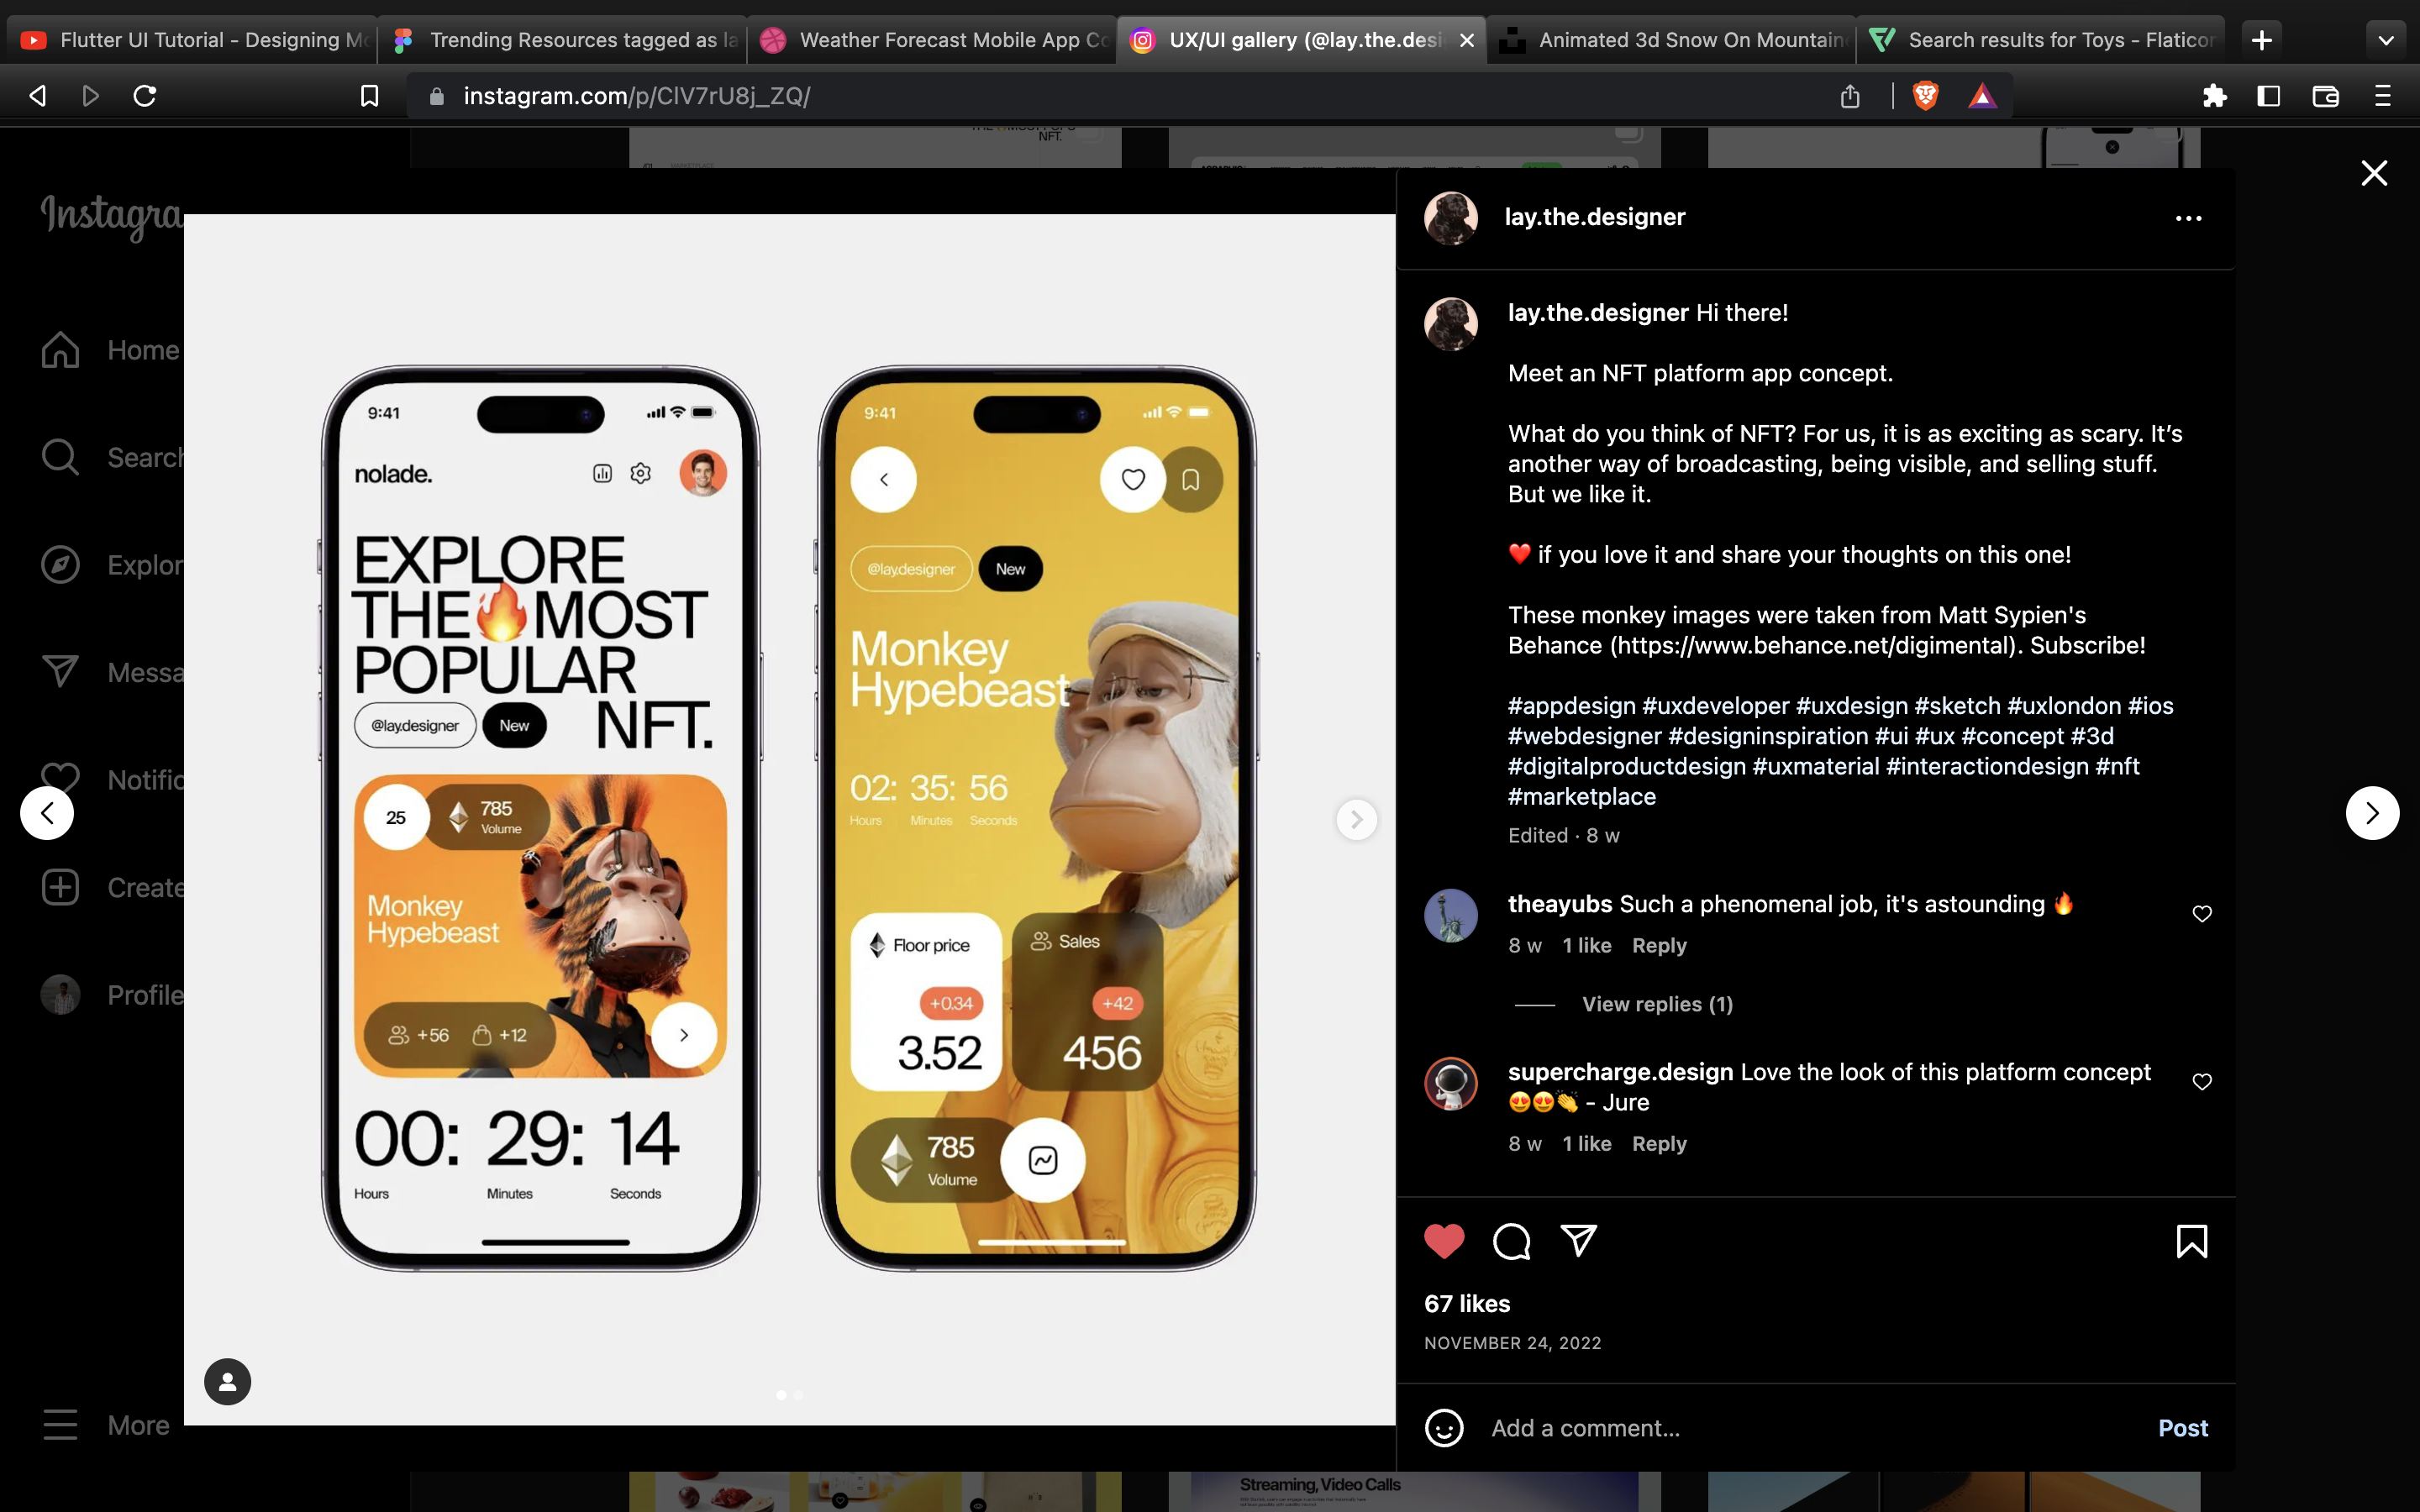 Flutter UI Tutorial - Designing Mo
Trending Resources tagged as la
Weather Forecast Mobile App Co
UX/UI gallery (@lay.the.desi
Animated 3d Snow On Mountain
Search results for Toys - Flaticon
instagram.com/p/ClV7rU8j_ZQ/
NFT.
MARKETPLACE
Instagra
Home
Search
Explor
Messa
Notific
Create
Profile
More
9:41
nolade.
EXPLORE
THE🔥MOST
POPULAR
@lay.designer New NFT.
25
785
Volume
Monkey
Hypebeast
+56 +12
00: 29: 14
Hours Minutes Seconds
9:41
@lay.designer New
Monkey
Hypebeast
02: 35: 56
Hours Minutes Seconds
Floor price
+0.34
3.52
Sales
+42
456
785
Volume
lay.the.designer
lay.the.designer Hi there!
Meet an NFT platform app concept.
What do you think of NFT? For us, it is as exciting as scary. It’s
another way of broadcasting, being visible, and selling stuff.
But we like it.
❤️ if you love it and share your thoughts on this one!
These monkey images were taken from Matt Sypien's
Behance (https://www.behance.net/digimental). Subscribe!
#appdesign #uxdeveloper #uxdesign #sketch #uxlondon #ios
#webdesigner #designinspiration #ui #ux #concept #3d
#digitalproductdesign #uxmaterial #interactiondesign #nft
#marketplace
Edited · 8 w
theayubs Such a phenomenal job, it's astounding 🔥
8 w 1 like Reply
View replies (1)
supercharge.design Love the look of this platform concept
😍😍👏 - Jure
8 w 1 like Reply
67 likes
NOVEMBER 24, 2022
Add a comment...
Post
Streaming, Video Calls